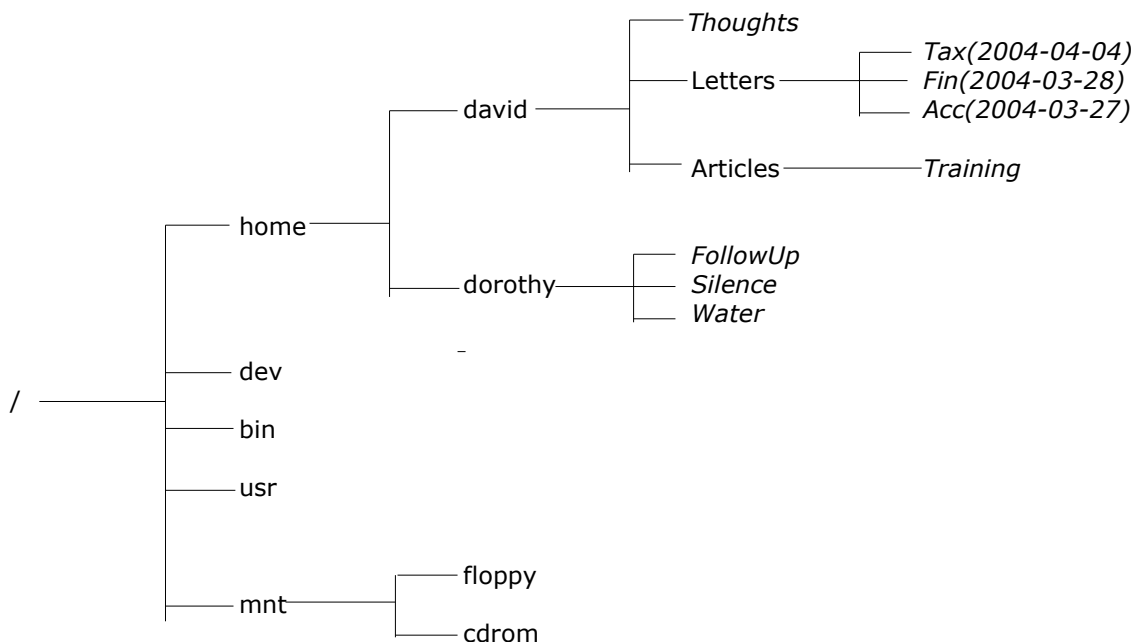 Thoughts
Tax(2004-04-04)
Letters
Fin(2004-03-28)
david
Acc(2004-03-27)
Articles
Training
home
FollowUp
dorothy
Silence
Water
dev
/
bin
usr
floppy
mnt
cdrom